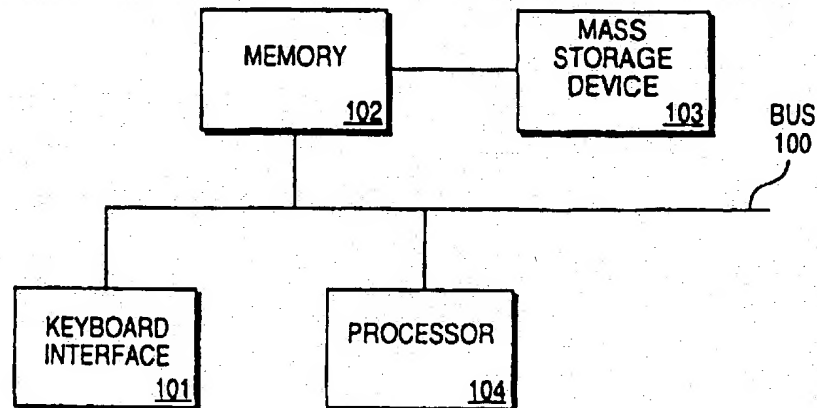 MEMORY
102
MASS
STORAGE
DEVICE
103
BUS
100
KEYBOARD
INTERFACE
101
PROCESSOR
104